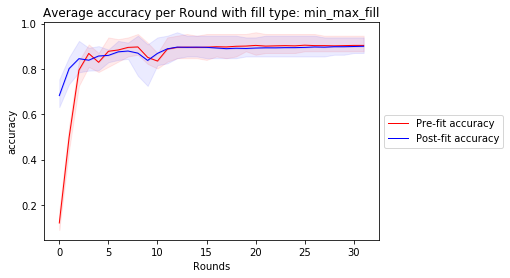 Average accuracy per Round with fill type: min_max_fill
1.0
0.8
0.6
0.4
0.2
accuracy
0
5
10
15
20
25
30
Rounds
Pre-fit accuracy
Post-fit accuracy